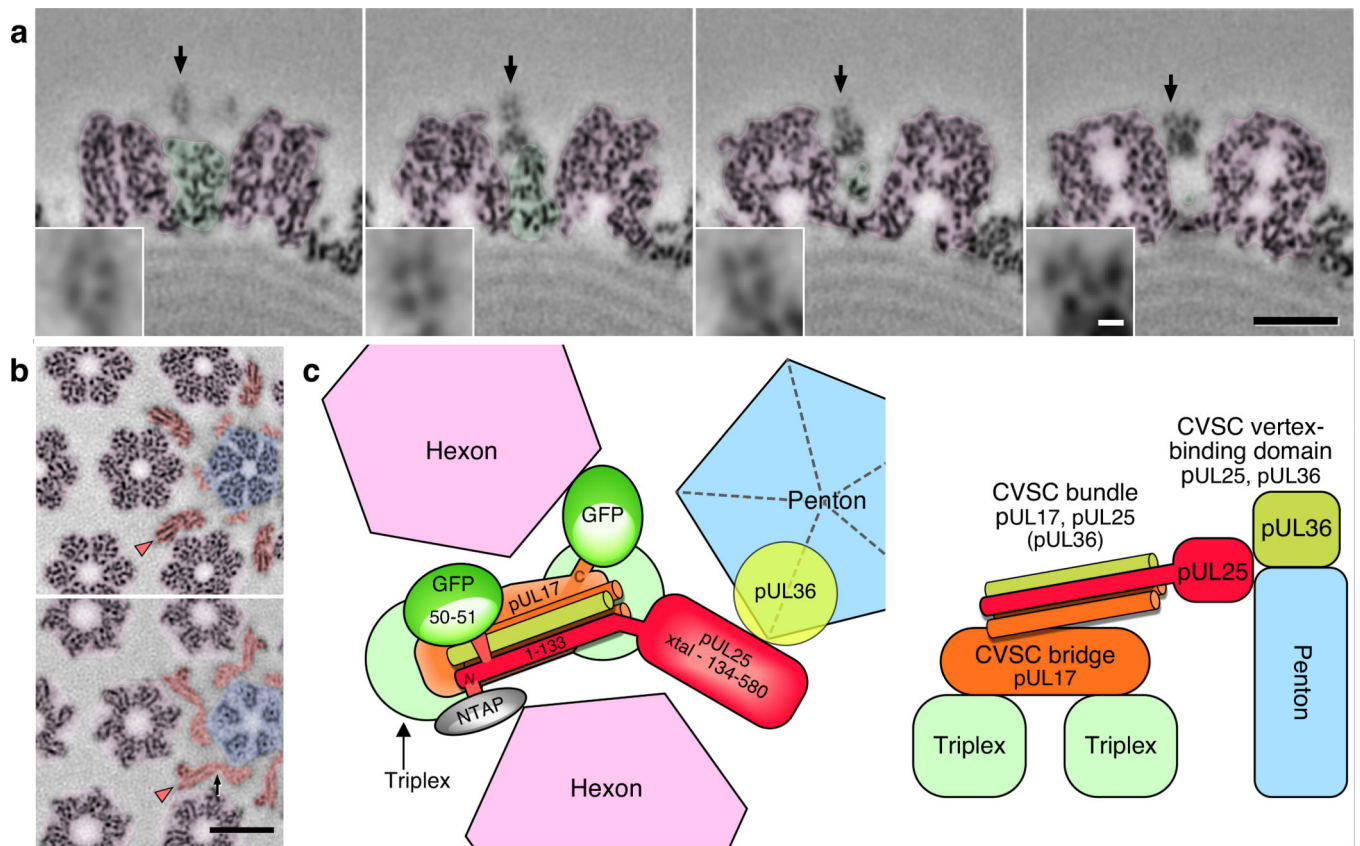 a
b
c
Hexon
GFP
Penton
GFP
50-51
pUL17
C
pUL36
1-133
N
pUL25
xtal - 134-580
NTAP
Triplex
Hexon
CVSC vertex-
binding domain
pUL25, pUL36
CVSC bundle
pUL17, pUL25
(pUL36)
pUL36
pUL25
CVSC bridge
pUL17
Triplex
Triplex
Penton